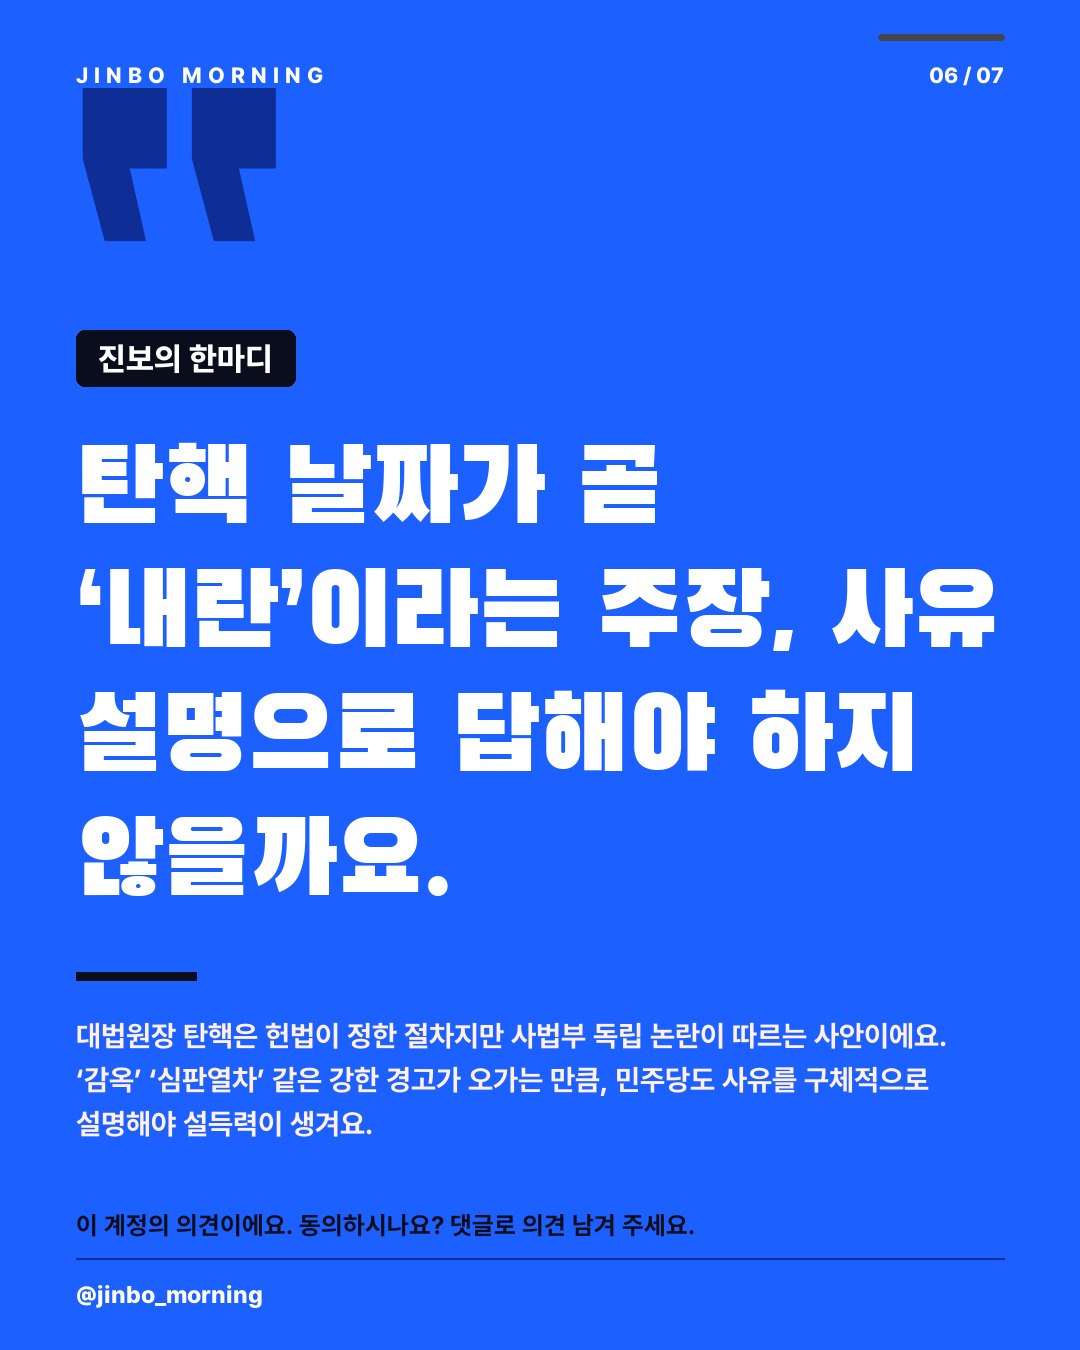 JINBO MORNING
06 / 07
진보의 한마디
탄핵 날짜가 곧
‘내란’이라는 주장, 사유
설명으로 답해야 하지
않을까요.
대법원장 탄핵은 헌법이 정한 절차지만 사법부 독립 논란이 따르는 사안이에요.
‘감옥’ ‘심판열차’ 같은 강한 경고가 오가는 만큼, 민주당도 사유를 구체적으로
설명해야 설득력이 생겨요.
이 계정의 의견이에요. 동의하시나요? 댓글로 의견 남겨 주세요.
@jinbo_morning